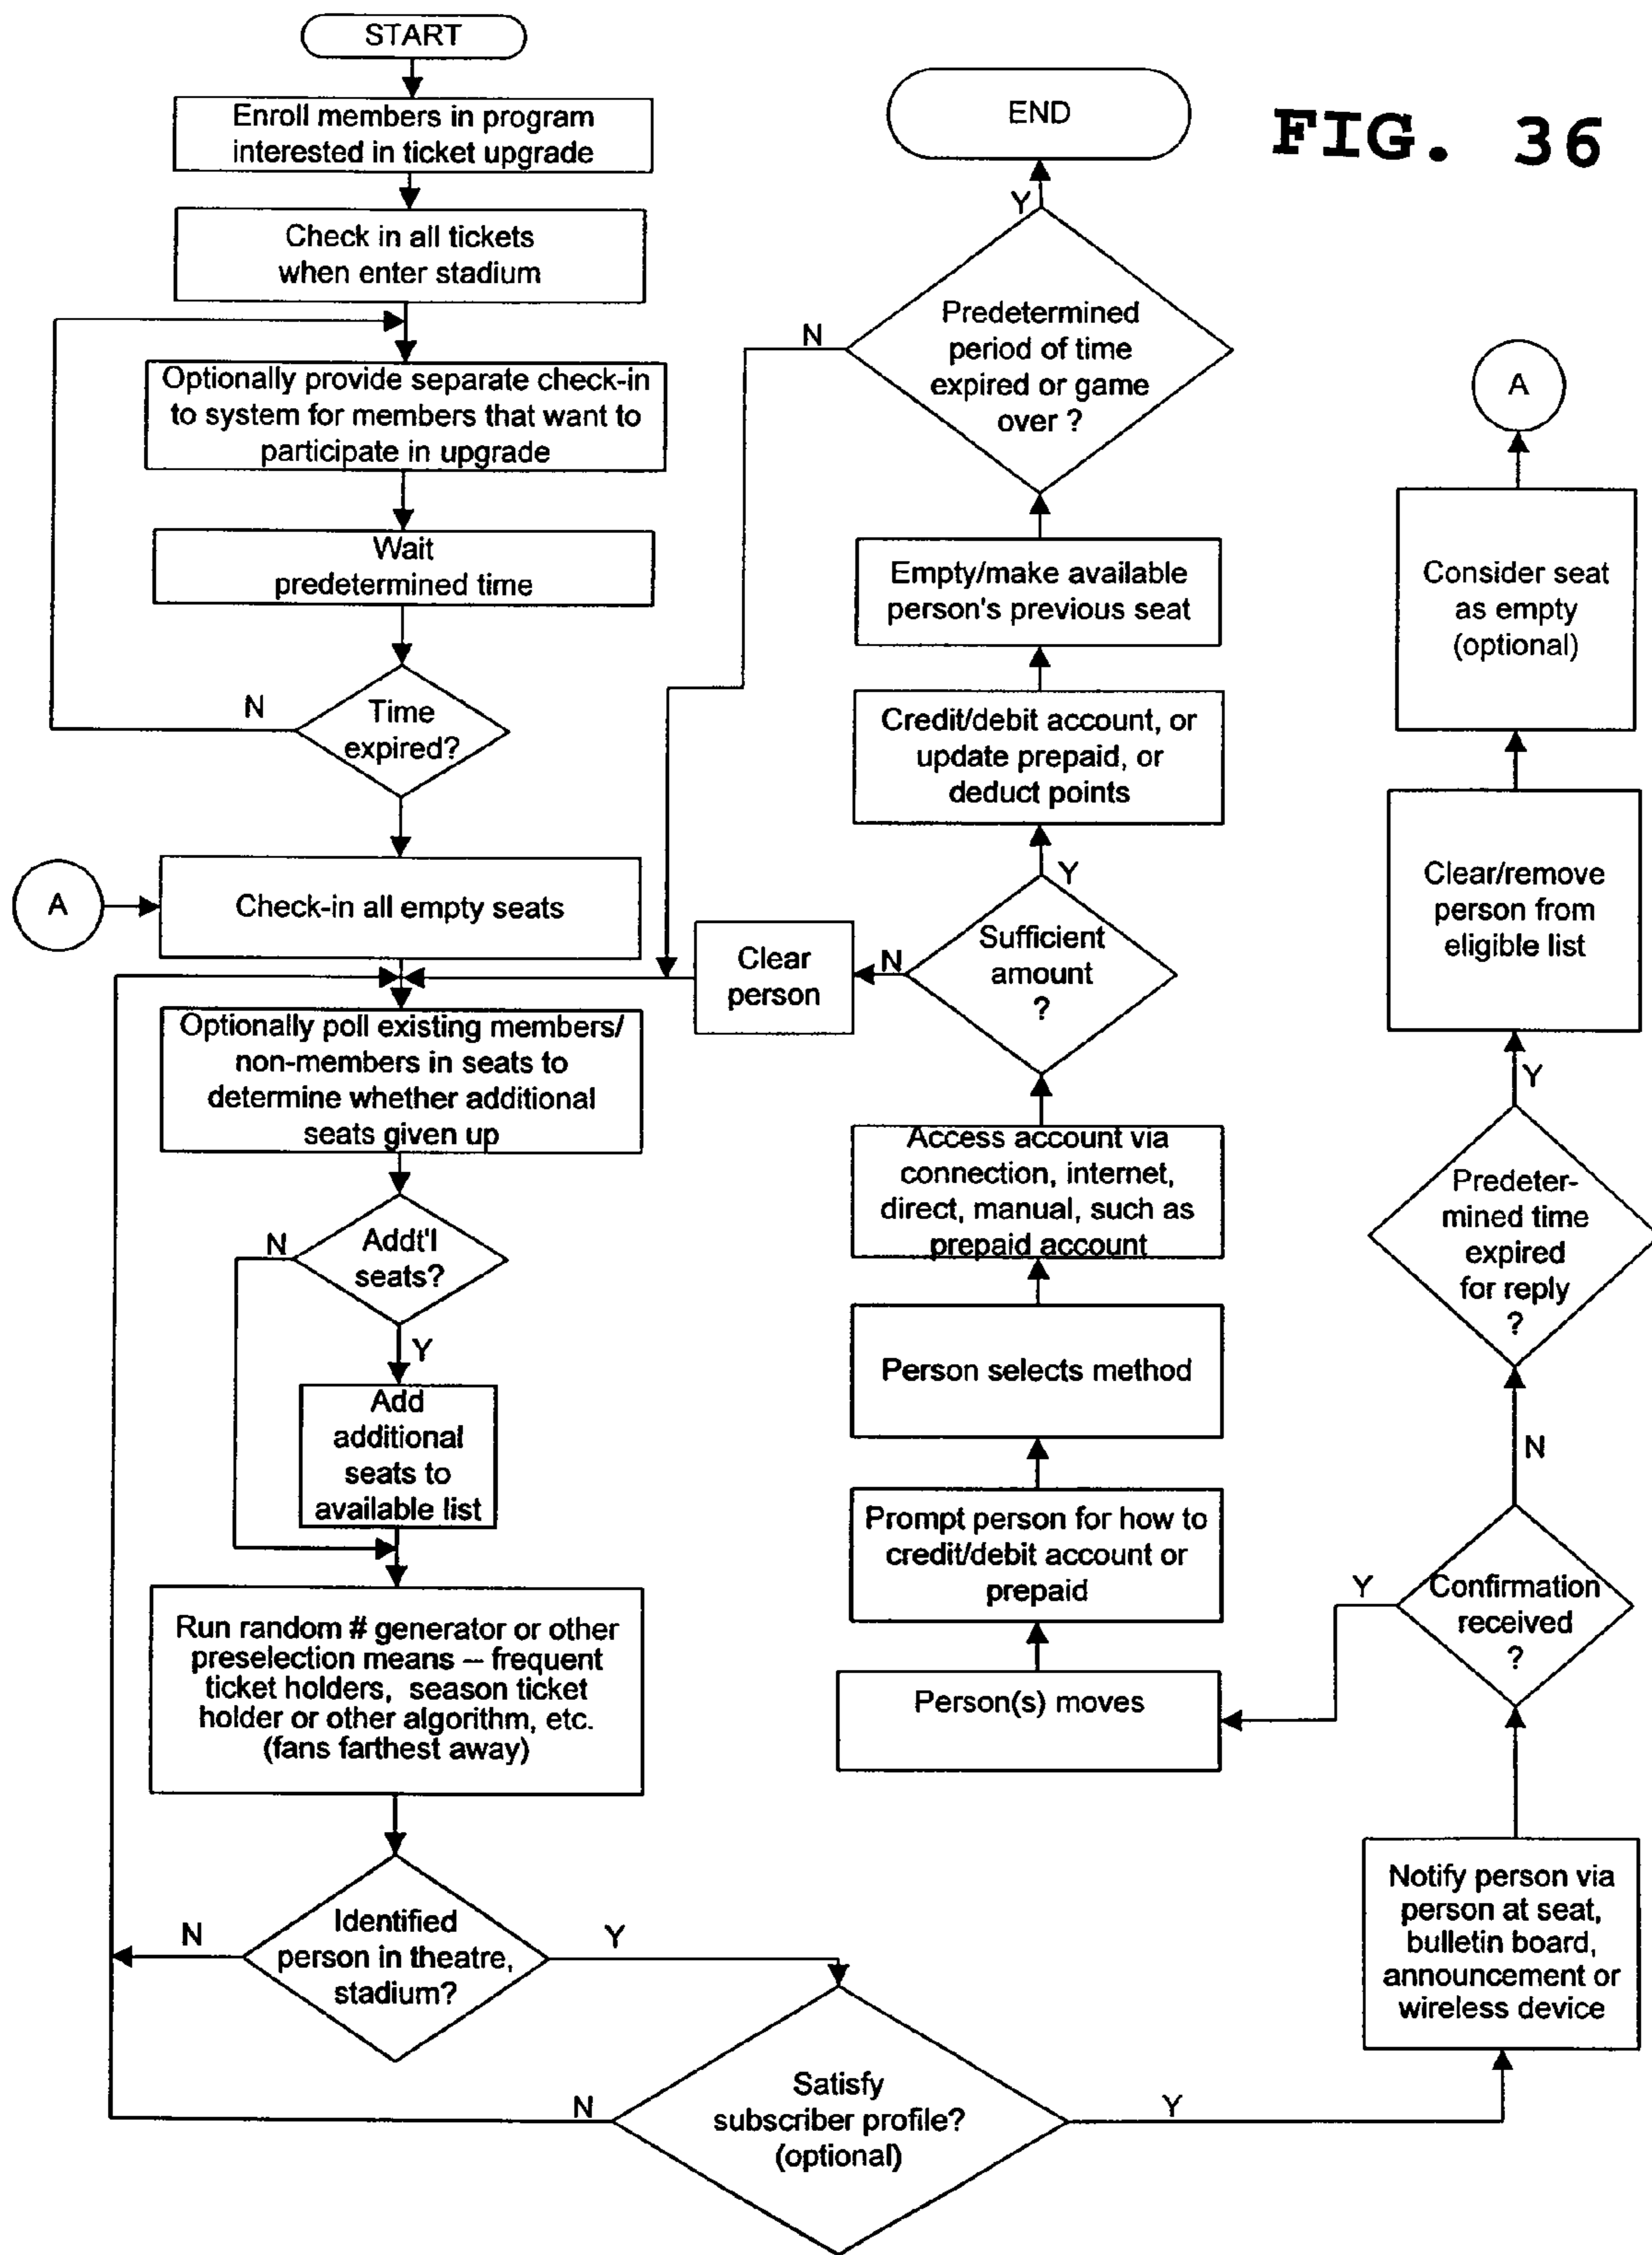 START
Enroll members in program
interested in ticket upgrade
Check in all tickets
when enter stadium
Optionally provide separate check-in
to system for members that want to
participate in upgrade
Wait
predetermined time
N
Time
expired?
A
Check-in all empty seats
Optionally poll existing members/
non-members in seats to
determine whether additional
seats given up
N
Addt'l
seats?
Y
Add
additional
seats to
available list
Run random # generator or other
preselection means – frequent
ticket holders, season ticket
holder or other algorithm, etc.
(fans farthest away)
N
Identified
person in theatre,
stadium?
Y
N
Satisfy
subscriber profile?
(optional)
Y
END
Y
N
Predetermined
period of time
expired or game
over ?
Empty/make available
person's previous seat
Credit/debit account, or
update prepaid, or
deduct points
Y
Clear
person
N
Sufficient
amount
?
Access account via
connection, internet,
direct, manual, such as
prepaid account
Person selects method
Prompt person for how to
credit/debit account or
prepaid
Person(s) moves
FIG. 36
A
Consider seat
as empty
(optional)
Clear/remove
person from
eligible list
Y
Predeter-
mined time
expired
for reply
?
N
Y
Confirmation
received
?
Notify person via
person at seat,
bulletin board,
announcement or
wireless device